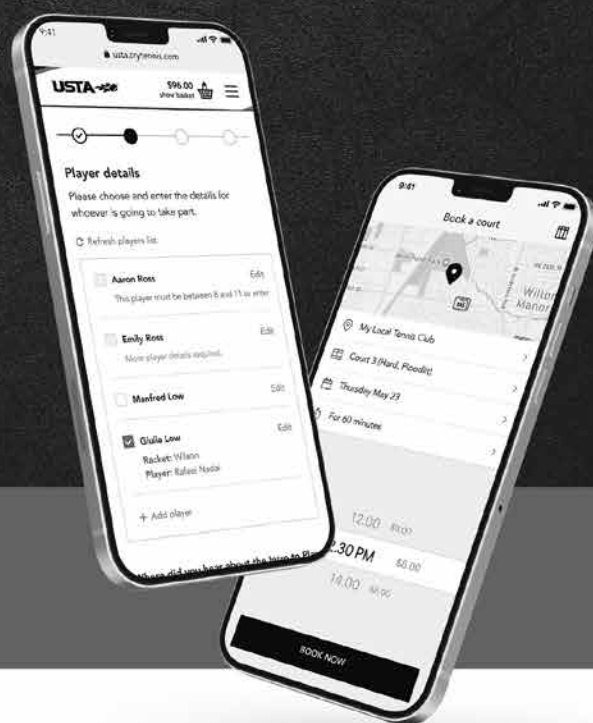 9:41
usta.trytennis.com
USTA
$96.00
show basket
Player details
Please choose and enter the details for
whoever is going to take part.
Refresh players list
Aaron Ross
Edit
This player must be between 8 and 11 to enter
Emily Ross
Edit
More player details required.
Manfred Low
Edit
Giulia Low
Edit
Racket: Wilson
Player: Rafael Nadal
+ Add player
9:41
Book a court
Wilton
Manor
My Local Tennis Club
Court 3 (Hard, Floodlit)
Thursday May 23
For 60 minutes
12:00
.30 PM
$6.00
14:00
BOOK NOW